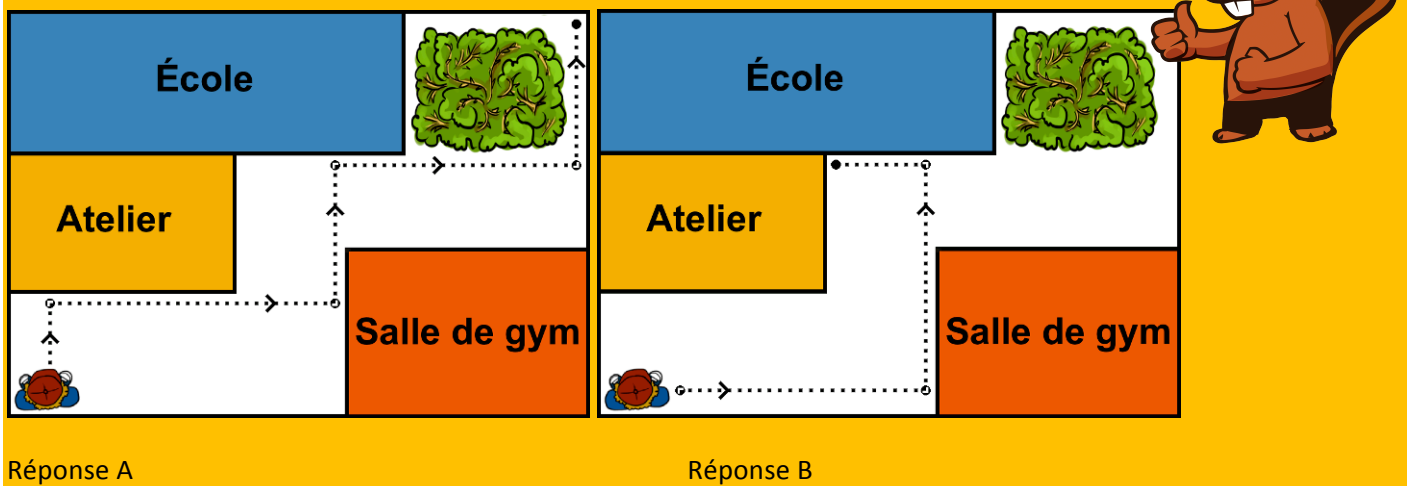 École
École
Atelier
Atelier
Salle de gym
Salle de gym
Réponse A
Réponse B